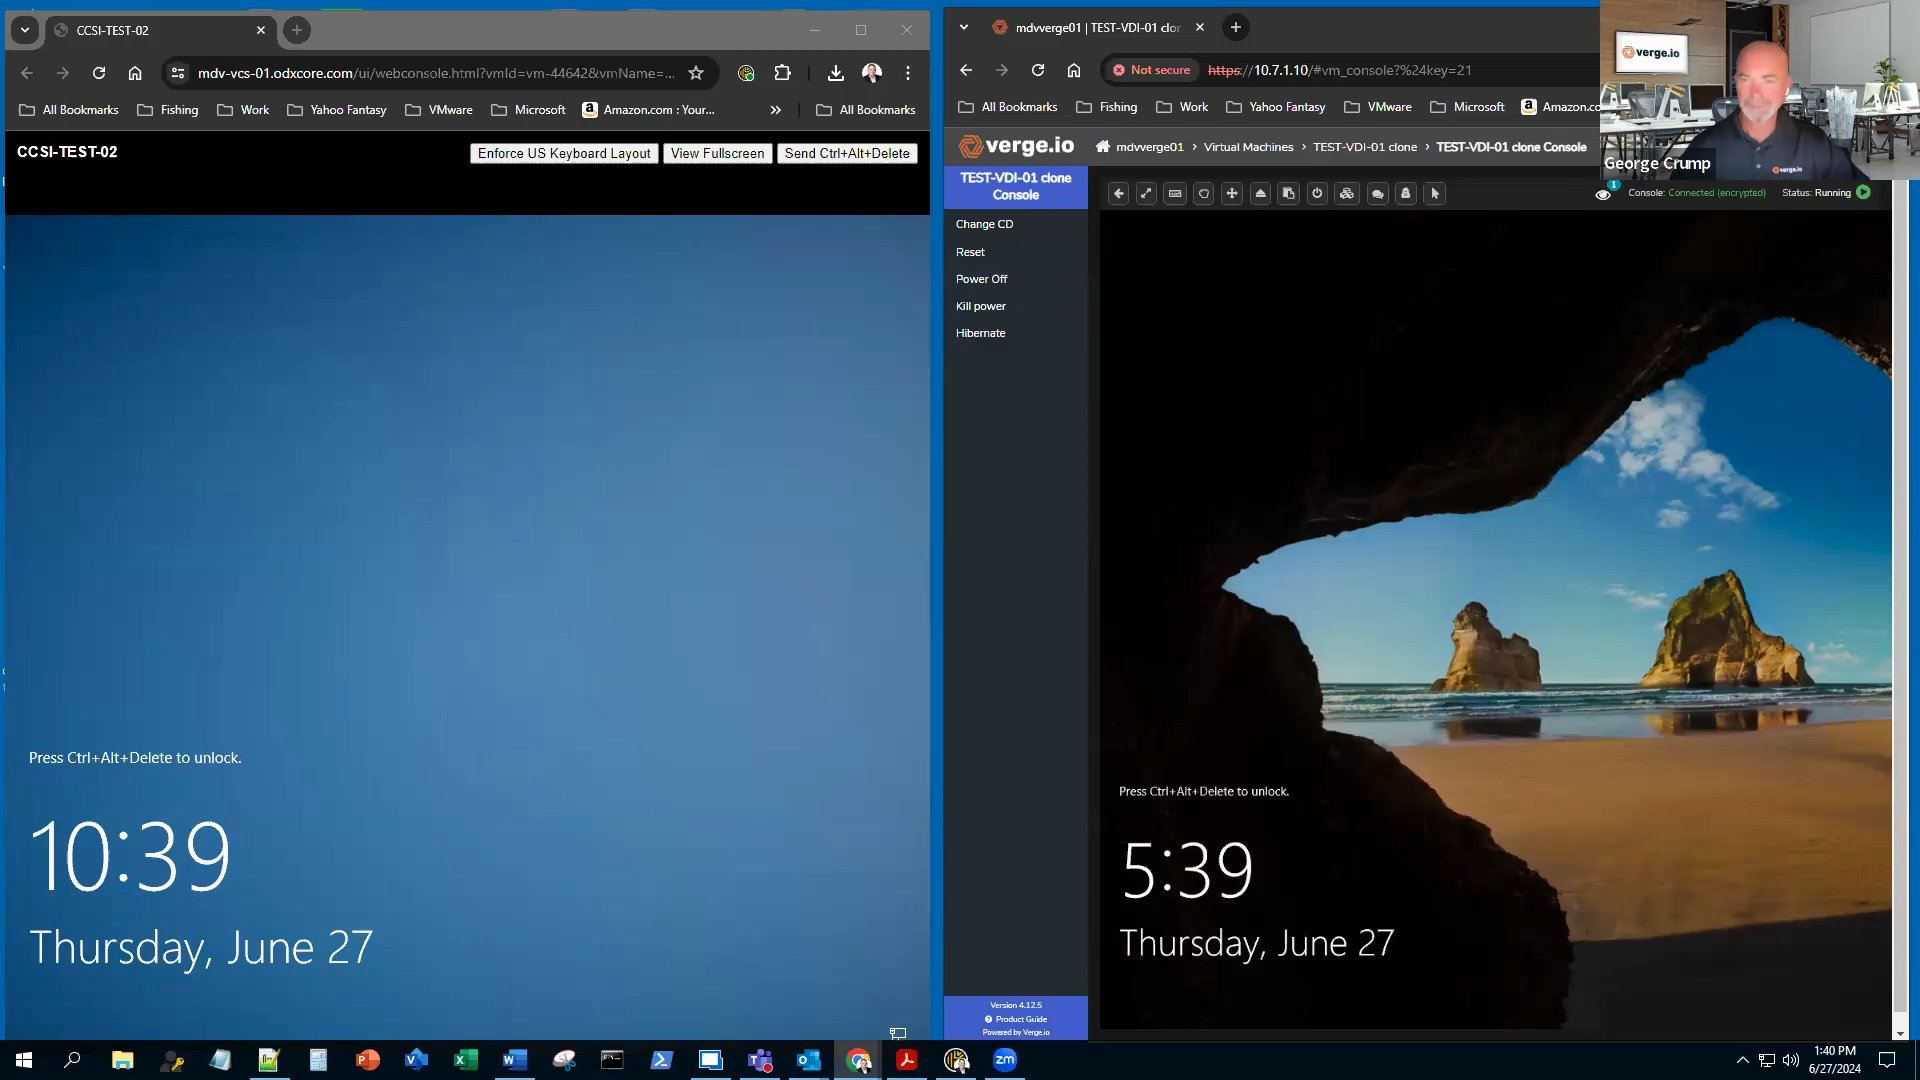 CCSI-TEST-02
mdv-vcs-01.odxcore.com/ui/webconsole.html?vmId=vm-44642&vmName=...
All Bookmarks
Fishing
Work
Yahoo Fantasy
VMware
Microsoft
Amazon.com : Your...
»
All Bookmarks
CCSI-TEST-02
Enforce US Keyboard Layout
View Fullscreen
Send Ctrl+Alt+Delete
Press Ctrl+Alt+Delete to unlock.
10:39
Thursday, June 27
mdvverge01 | TEST-VDI-01 clor
Not secure
https://10.7.1.10/#vm_console?%24key=21
All Bookmarks
Fishing
Work
Yahoo Fantasy
VMware
Microsoft
Amazon.co
verge.io
mdvverge01 > Virtual Machines > TEST-VDI-01 clone > TEST-VDI-01 clone Console
verge.io
George Crump
verge.io
TEST-VDI-01 clone
Console
1
Console: Connected (encrypted)
Status: Running
Change CD
Reset
Power Off
Kill power
Hibernate
Press Ctrl+Alt+Delete to unlock.
5:39
Thursday, June 27
Version 4.12.5
Product Guide
Powered by Verge.io
zm
1:40 PM
6/27/2024